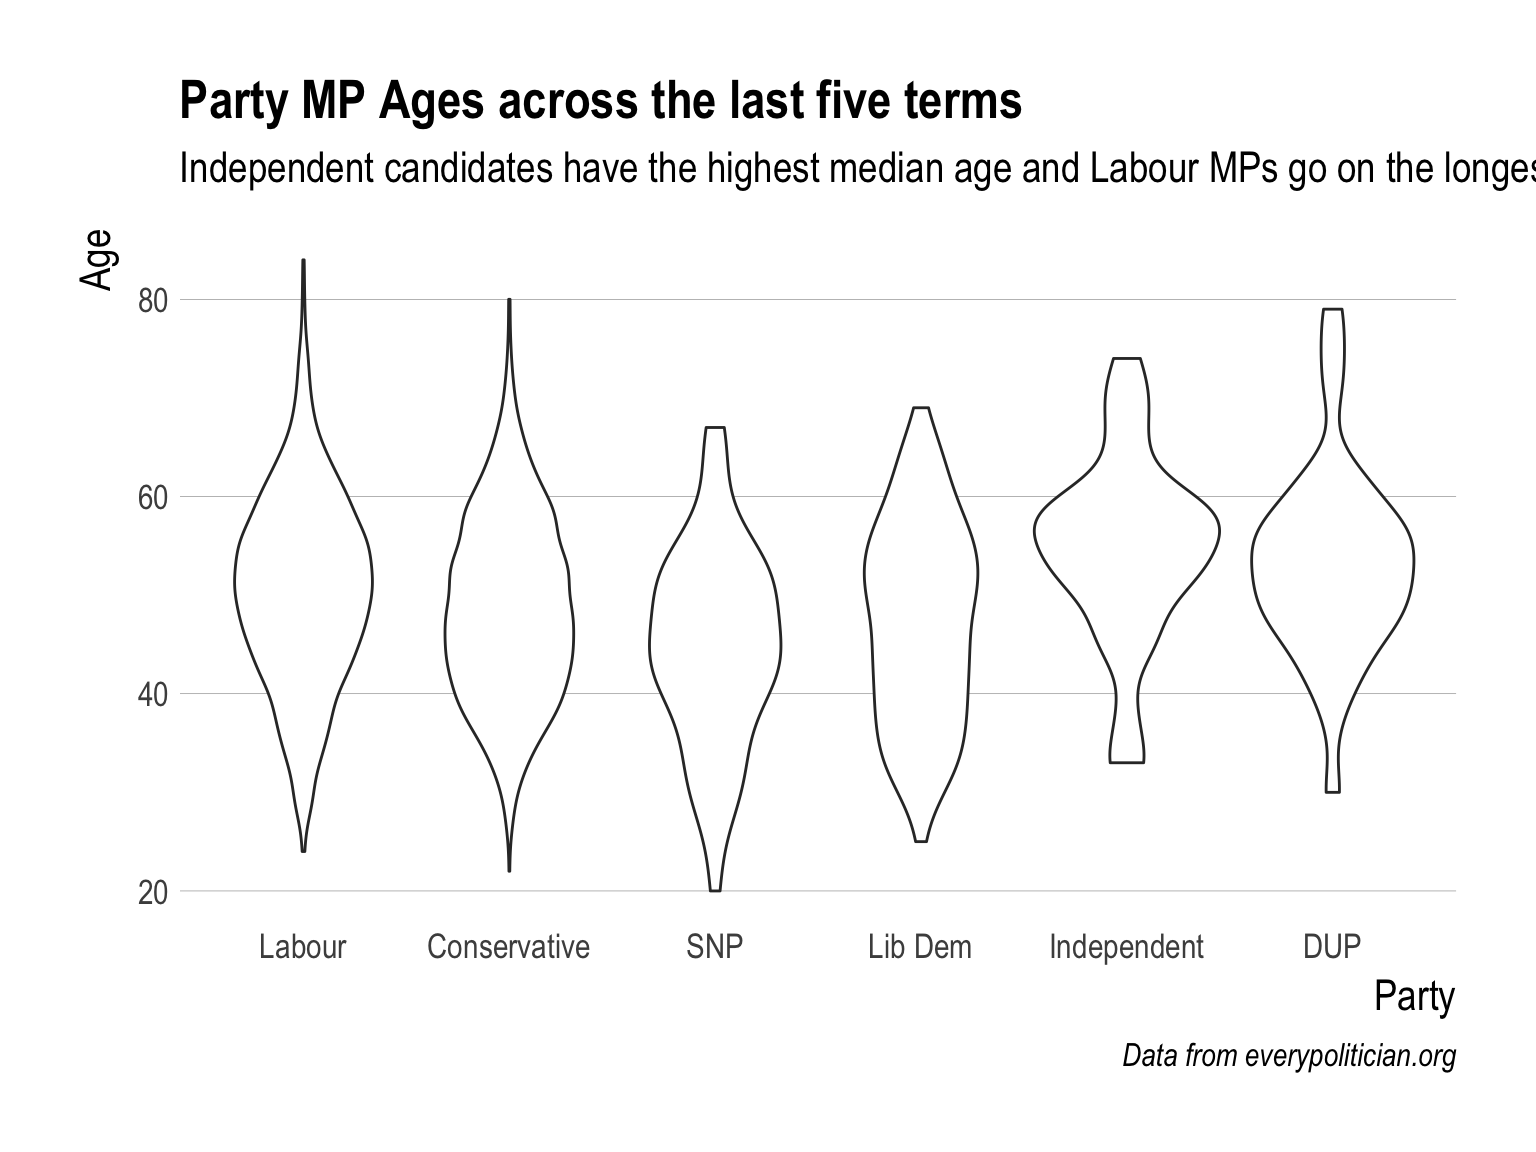 Party MP Ages across the last five terms
Independent candidates have the highest median age and Labour MPs go on the longes
Age
80
60
40
20
Labour Conservative SNP Lib Dem Independent DUP
Party
Data from everypolitician.org